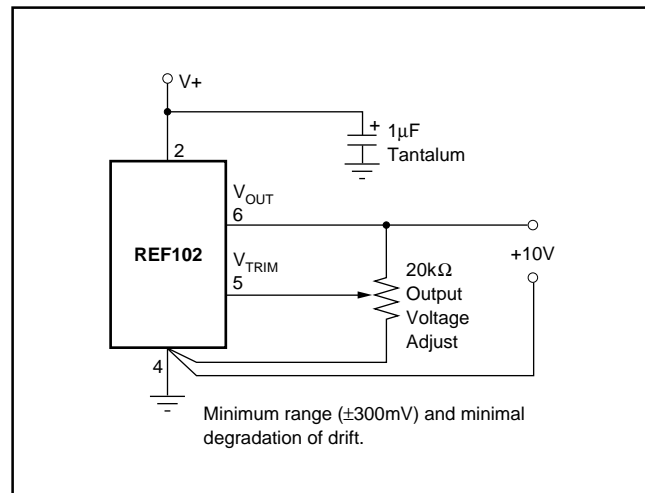 V+
+ 1μF
Tantalum
2
V_OUT
6
REF102
V_TRIM
5
20kΩ
Output
Voltage
Adjust
+10V
4
Minimum range (±300mV) and minimal
degradation of drift.